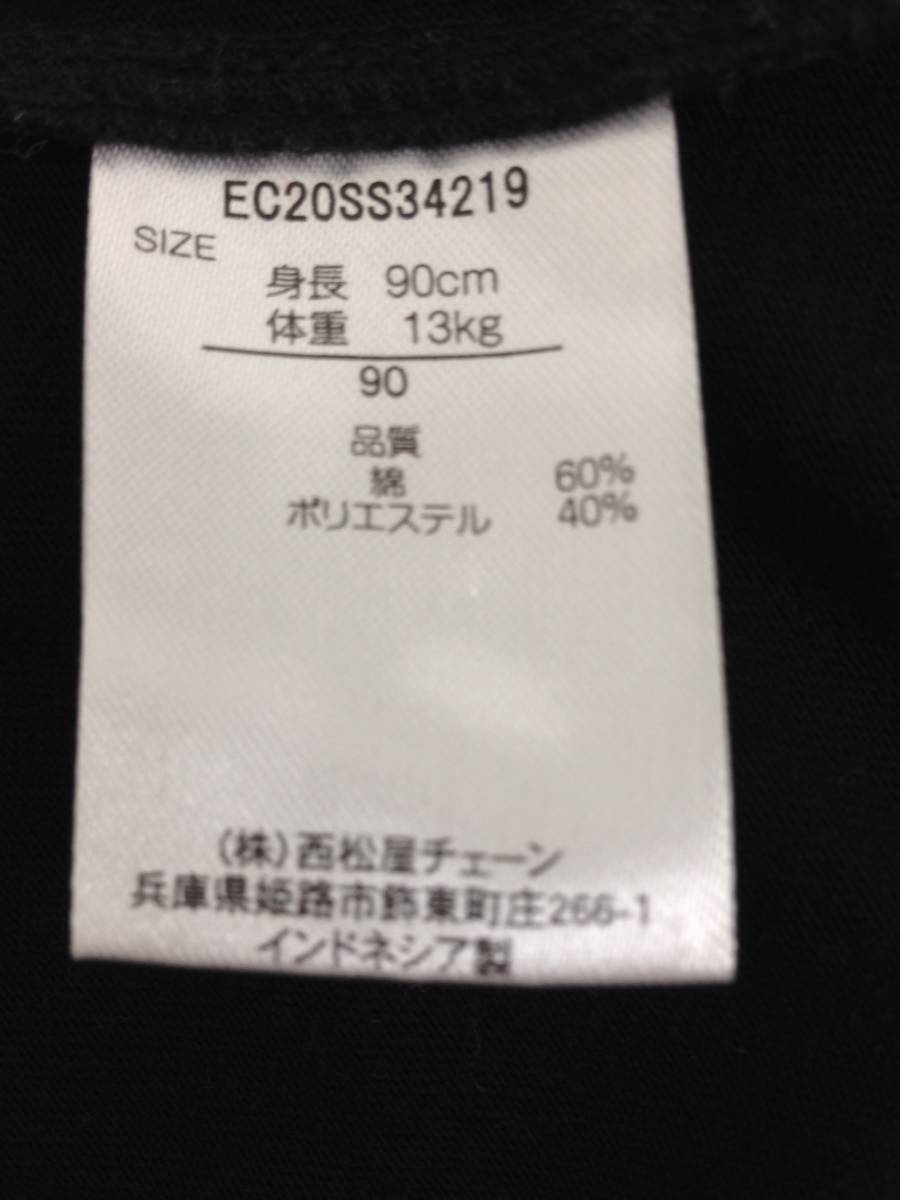 EC20SS34219
SIZE
身長 90cm
体重 13kg
90
品質
綿 60%
ポリエステル 40%
(株)西松屋チェーン
兵庫県姫路市飾東町庄266-1
インドネシア製